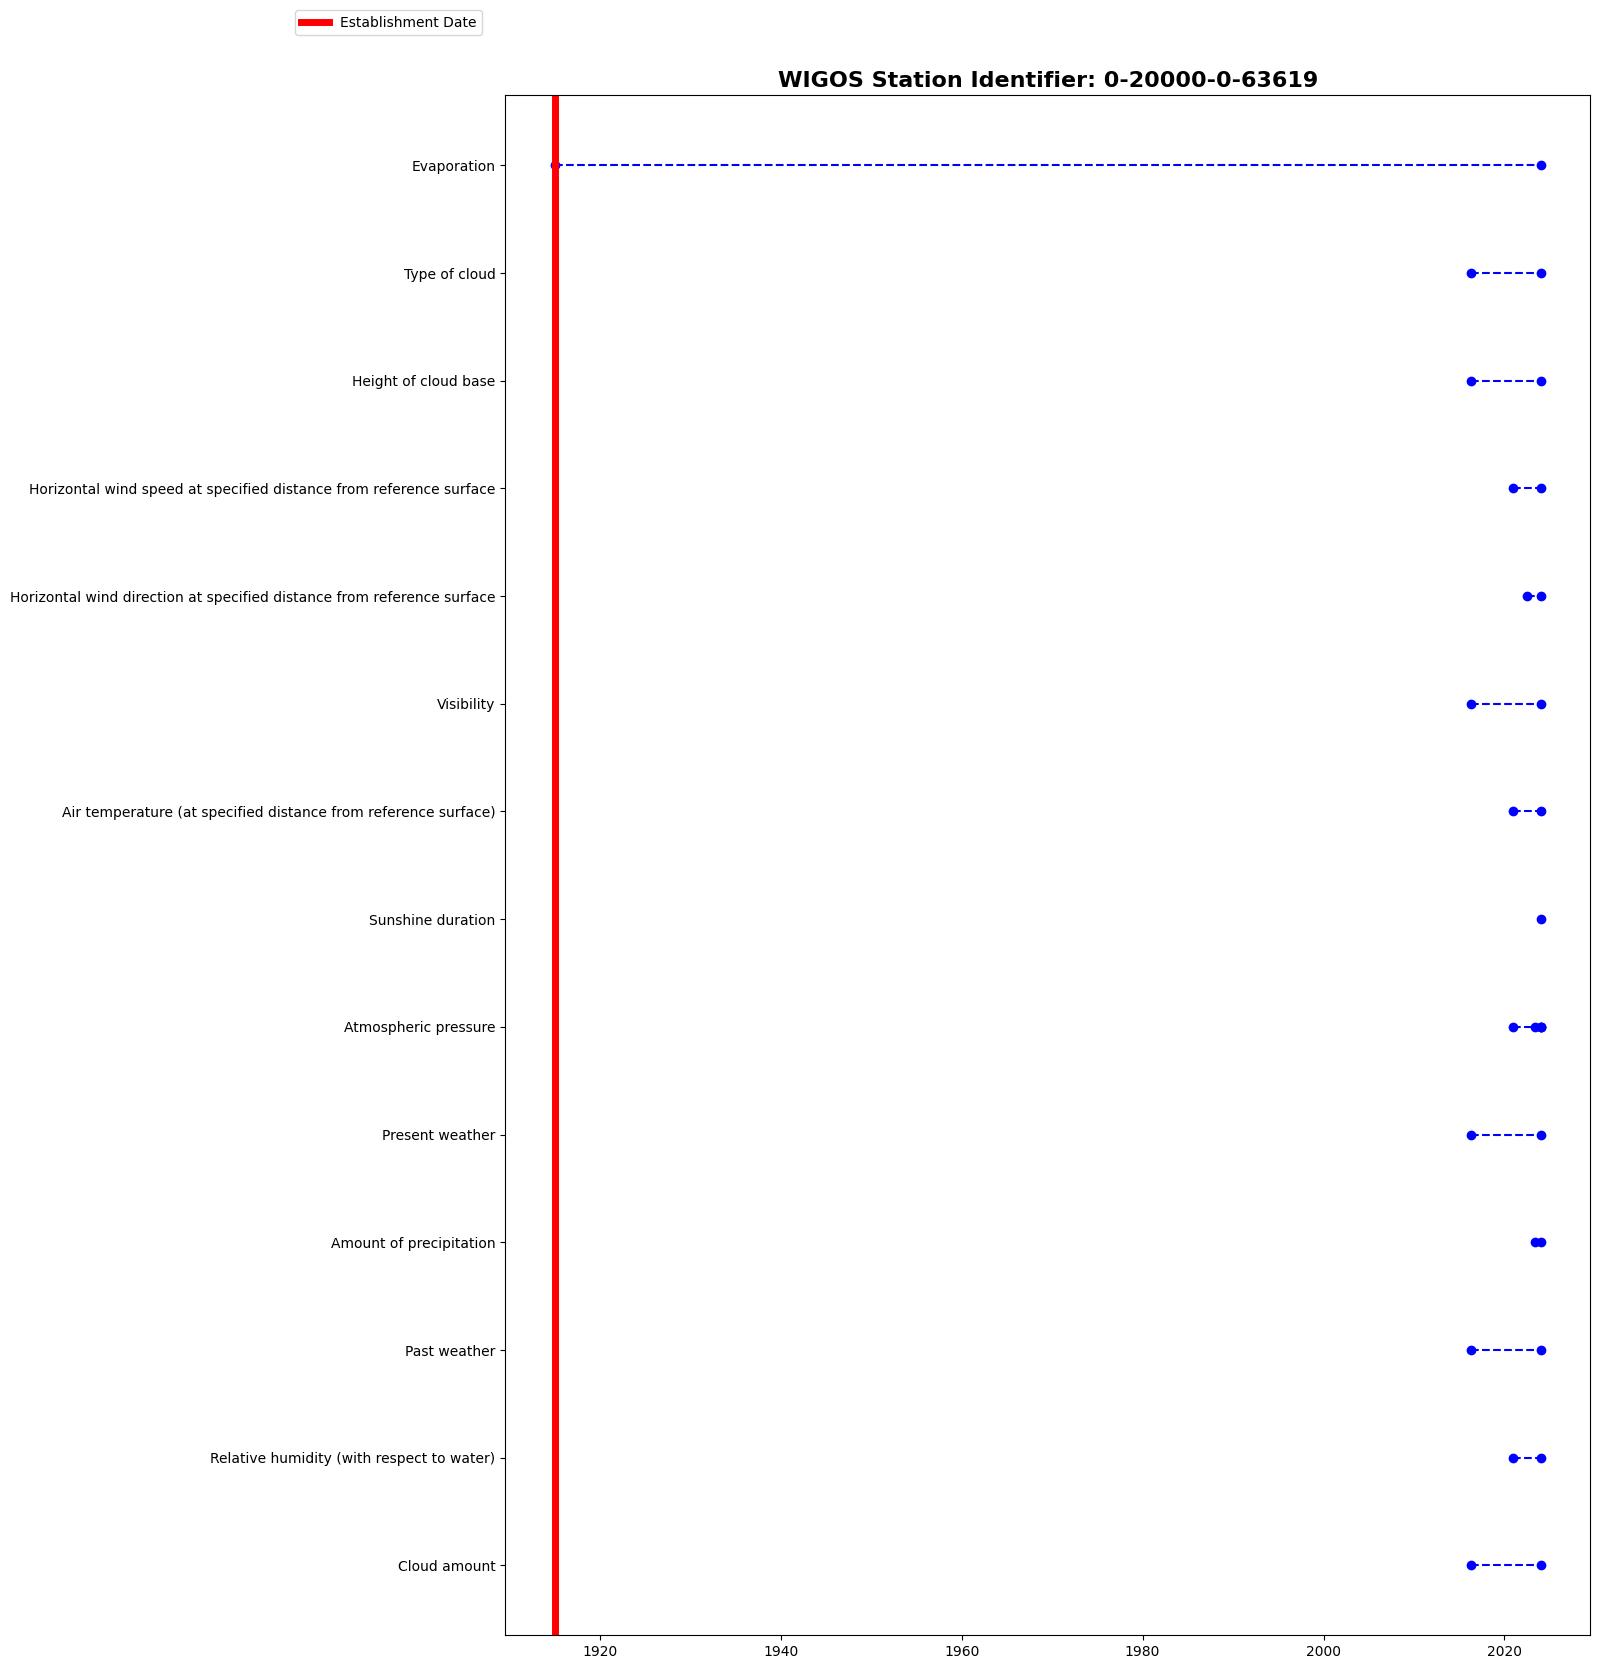 Establishment Date
WIGOS Station Identifier: 0-20000-0-63619
Evaporation
Type of cloud
Height of cloud base
Horizontal wind speed at specified distance from reference surface
Horizontal wind direction at specified distance from reference surface
Visibility
Air temperature (at specified distance from reference surface)
Sunshine duration
Atmospheric pressure
Present weather
Amount of precipitation
Past weather
Relative humidity (with respect to water)
Cloud amount
1920 1940 1960 1980 2000 2020